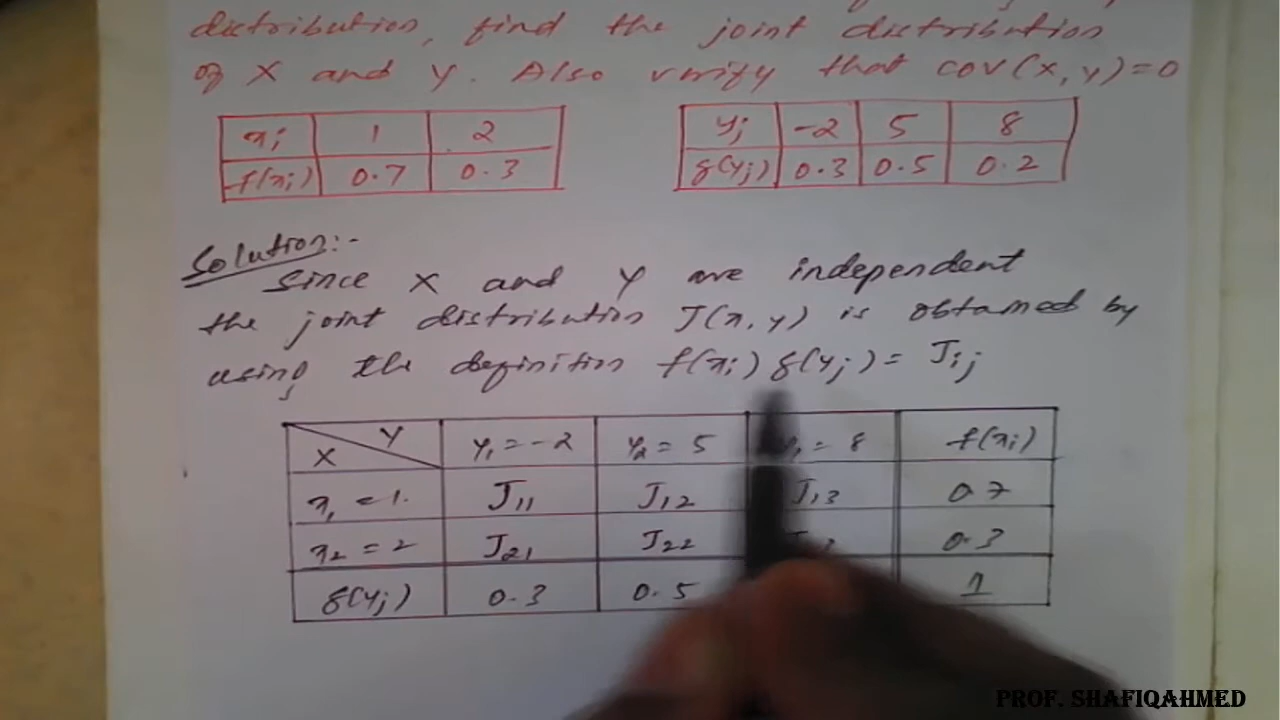 distribution, find the joint distribution
of X and Y. Also verify that COV(X,Y)=0
xi 1 2
f(xi) 0.7 0.3
yj -2 5 8
g(yj) 0.3 0.5 0.2
Solution:-
Since X and Y are independent
the joint distribution J(x,y) is obtained by
using the definition f(xi) g(yj) = Jij
X Y y1 = -2 y2 = 5 = 8 f(xi)
x1 = 1. J11 J12 J13 0.7
x2 = 2 J21 J22 0.3
g(yj) 0.3 0.5 1
PROF. SHAFIQAHMED